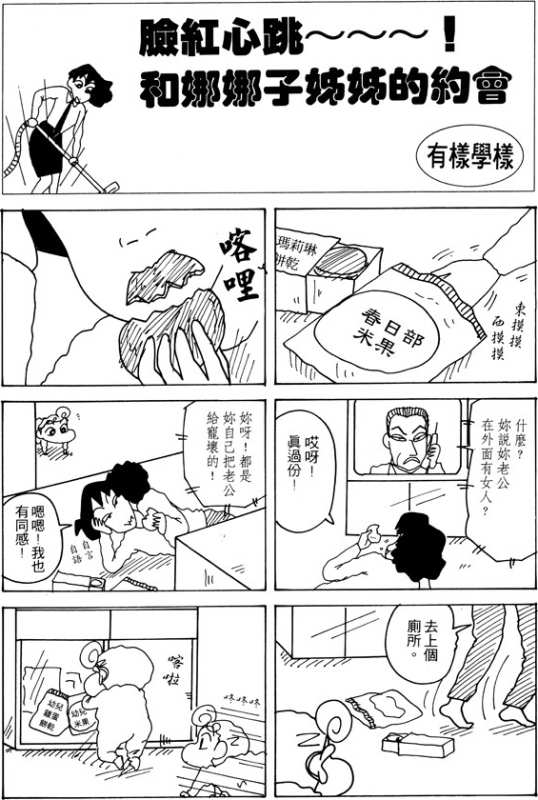 臉紅心跳～～～！
和娜娜子姊姊的約會
有樣學樣
瑪莉琳
餅乾
春日部
米果
東摸摸
西摸摸
喀哩
什麼？
妳說妳老公
在外面有女人？
哎呀！
真過份！
妳呀！都是
妳自己把老公
給寵壞的！
自言
自語
嗯嗯！我也
有同感！
去上個
廁所。
咚咚咚
喀啦
幼兒
雞蛋
餅乾
幼兒
米果